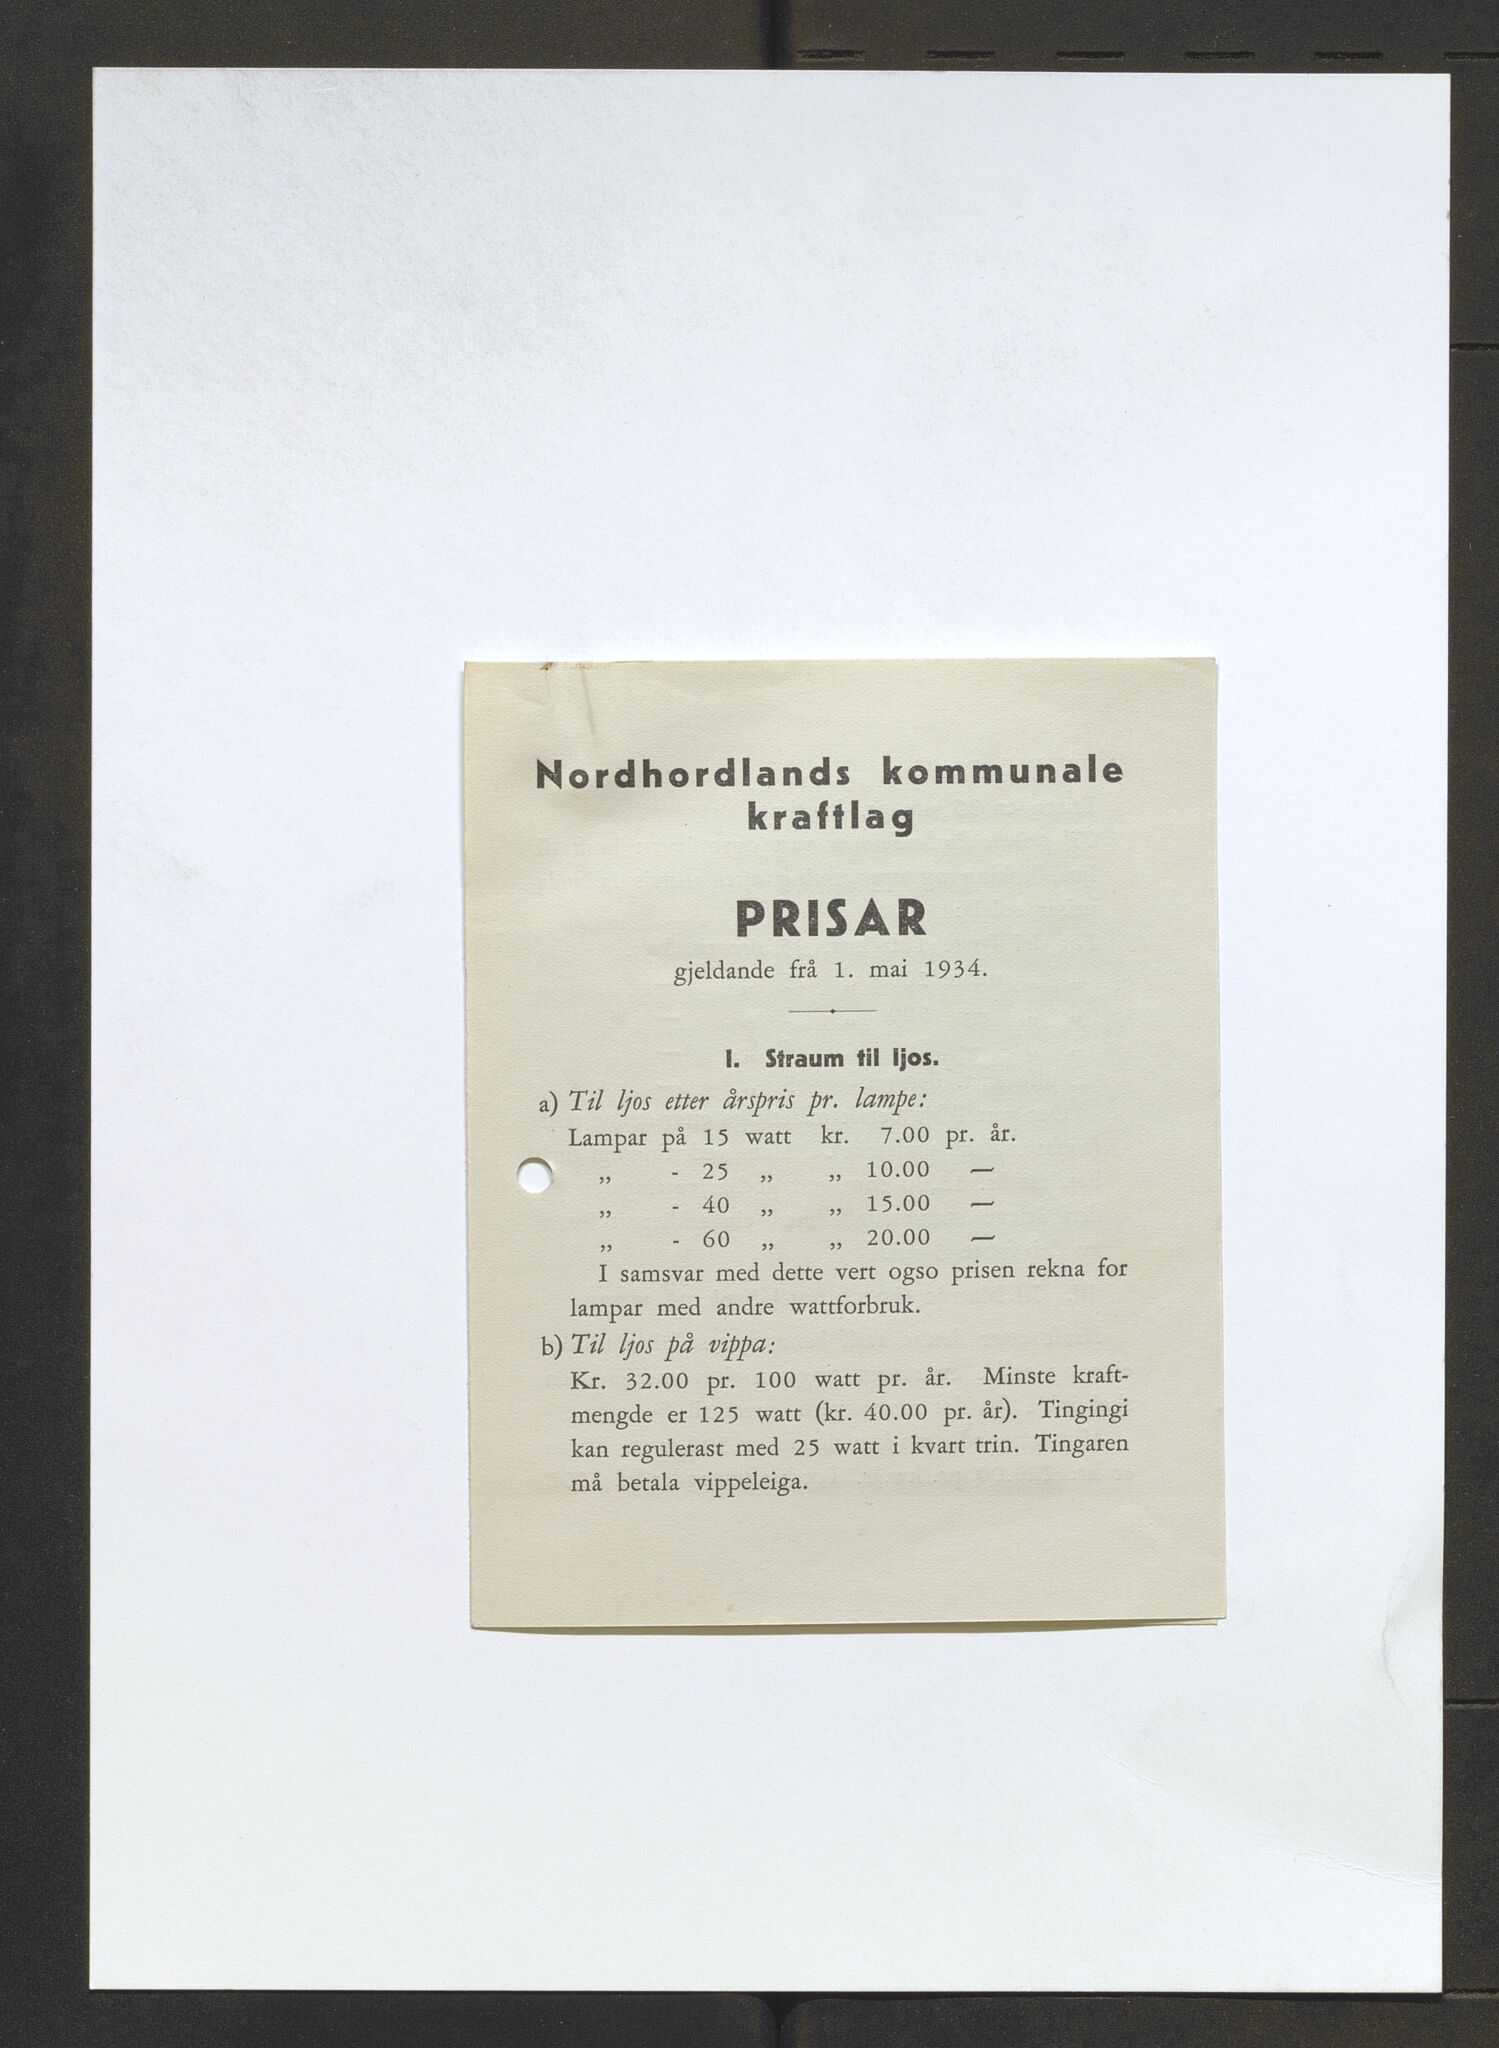 Nordhordlands kommunale
kraftlag
PRISAR
gjeldande frå 1. mai 1934.
I. Straum til ljos.
a) Til ljos etter årspris pr. lampe:
Lampar på 15 watt kr. 7.00 pr. år.
„ - 25 „ „ 10.00 —
„ - 40 „ „ 15.00 —
„ - 60 „ „ 20.00 —
I samsvar med dette vert ogso prisen rekna for
lampar med andre wattforbruk.
b) Til ljos på vippa:
Kr. 32.00 pr. 100 watt pr. år. Minste kraft-
mengde er 125 watt (kr. 40.00 pr. år). Tingingi
kan regulerast med 25 watt i kvart trin. Tingaren
må betala vippeleiga.